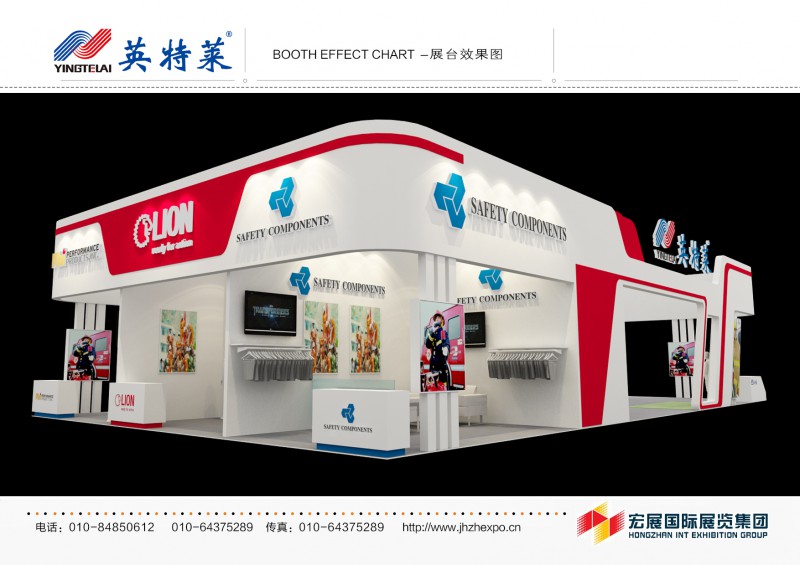 YINGTELAI 英特莱®
BOOTH EFFECT CHART –展台效果图
LION
ready for action
SAFETY COMPONENTS
SAFETY COMPONENTS
PERFORMANCE
YINGTELAI 英特莱
SAFETY COMPONENTS
SAFETY COMPONENTS
TRANSFORMERS
LION
SAFETY COMPONENTS
电话：010-84850612 010-64375289 传真：010-64375289 http://www.jhzhexpo.cn
宏展国际展览集团
HONGZHAN INT EXHIBITION GROUP